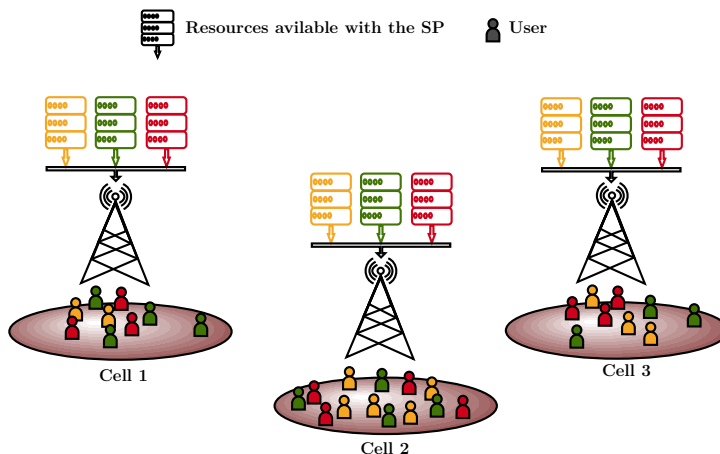 Resources avilable with the SP
User
Cell 1
Cell 2
Cell 3